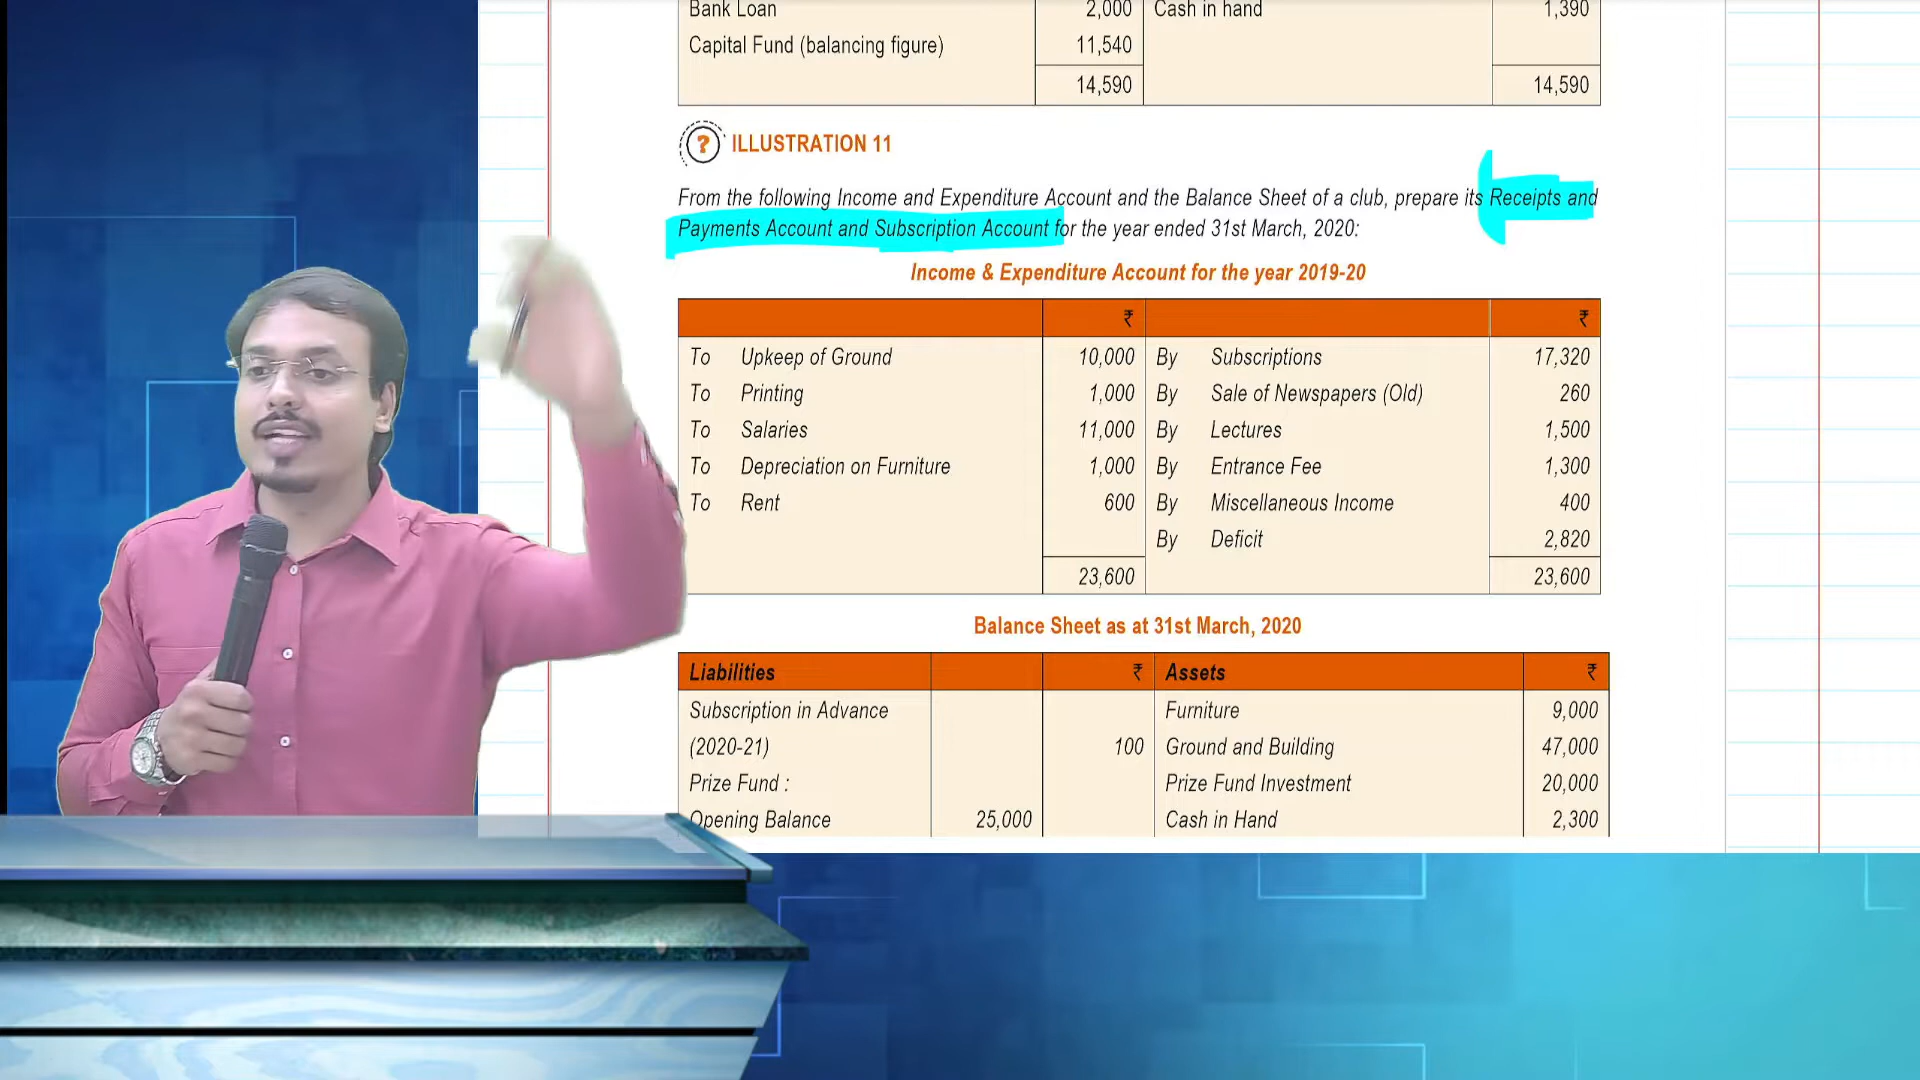 Bank Loan 2,000 Cash in hand 1,390
Capital Fund (balancing figure) 11,540
14,590 14,590
? ILLUSTRATION 11
From the following Income and Expenditure Account and the Balance Sheet of a club, prepare its Receipts and
Payments Account and Subscription Account for the year ended 31st March, 2020:
Income & Expenditure Account for the year 2019-20
₹ ₹
To Upkeep of Ground 10,000 By Subscriptions 17,320
To Printing 1,000 By Sale of Newspapers (Old) 260
To Salaries 11,000 By Lectures 1,500
To Depreciation on Furniture 1,000 By Entrance Fee 1,300
To Rent 600 By Miscellaneous Income 400
By Deficit 2,820
23,600 23,600
Balance Sheet as at 31st March, 2020
Liabilities ₹ Assets ₹
Subscription in Advance Furniture 9,000
(2020-21) 100 Ground and Building 47,000
Prize Fund : Prize Fund Investment 20,000
Opening Balance 25,000 Cash in Hand 2,300